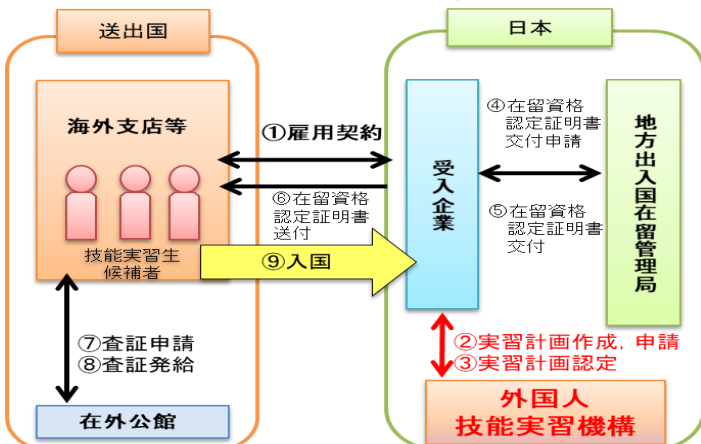 送出国
日本
海外支店等
技能実習生
候補者
①雇用契約
⑥在留資格
認定証明書
送付
⑨入国
⑦査証申請
⑧査証発給
在外公館
受入企業
④在留資格
認定証明書
交付申請
⑤在留資格
認定証明書
交付
地方出入国在留管理局
②実習計画作成，申請
③実習計画認定
外国人
技能実習機構